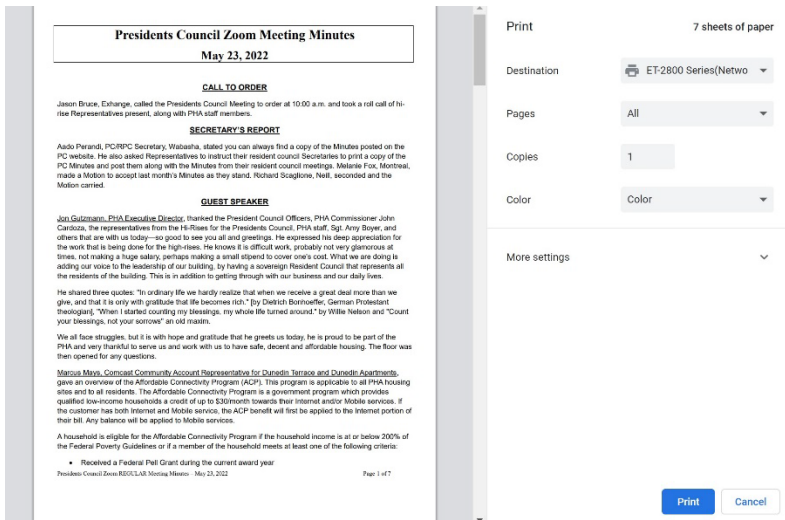 Presidents Council Zoom Meeting Minutes
May 23, 2022
CALL TO ORDER
Jason Bruce, Exhange, called the Presidents Council Meeting to order at 10:00 a.m. and took a roll call of hi-
rise Representatives present, along with PHA staff members.
SECRETARY'S REPORT
Aado Perandi, PC/RPC Secretary, Wabasha, stated you can always find a copy of the Minutes posted on the
PC website. He also asked Representatives to instruct their resident council Secretaries to print a copy of the
PC Minutes and post them along with the Minutes from their resident council meetings. Melanie Fox, Montreal,
made a Motion to accept last month's Minutes as they stand. Richard Scaglione, Neill, seconded and the
Motion carried.
GUEST SPEAKER
Jon Gutzmann, PHA Executive Director, thanked the President Council Officers, PHA Commissioner John
Cardoza, the representatives from the Hi-Rises for the Presidents Council, PHA staff, Sgt. Amy Boyer, and
others that are with us today—so good to see you all and greetings. He expressed his deep appreciation for
the work that is being done for the high-rises. He knows it is difficult work, probably not very glamorous at
times, not making a huge salary, perhaps making a small stipend to cover one's cost. What we are doing is
adding our voice to the leadership of our building, by having a sovereign Resident Council that represents all
the residents of the building. This is in addition to getting through with our business and our daily lives.
He shared three quotes: "In ordinary life we hardly realize that when we receive a great deal more than we
give, and that it is only with gratitude that life becomes rich." [by Dietrich Bonhoeffer, German Protestant
theologian], "When I started counting my blessings, my whole life turned around." by Willie Nelson and "Count
your blessings, not your sorrows" an old maxim.
We all face struggles, but it is with hope and gratitude that he greets us today, he is proud to be part of the
PHA and very thankful to serve us and work with us to have safe, decent and affordable housing. The floor was
then opened for any questions.
Marcus Mays, Comcast Community Account Representative for Dunedin Terrace and Dunedin Apartments,
gave an overview of the Affordable Connectivity Program (ACP). This program is applicable to all PHA housing
sites and to all residents. The Affordable Connectivity Program is a government program which provides
qualified low-income households a credit of up to $30/month towards their Internet and/or Mobile services. If
the customer has both Internet and Mobile service, the ACP benefit will first be applied to the Internet portion of
their bill. Any balance will be applied to Mobile services.
A household is eligible for the Affordable Connectivity Program if the household income is at or below 200% of
the Federal Poverty Guidelines or if a member of the household meets at least one of the following criteria:
• Received a Federal Pell Grant during the current award year
Presidents Council Zoom REGULAR Meeting Minutes May 23, 2022 Page 1 of 7
Print 7 sheets of paper
Destination ET-2800 Series(Netwo
Pages All
Copies 1
Color Color
More settings
Print Cancel